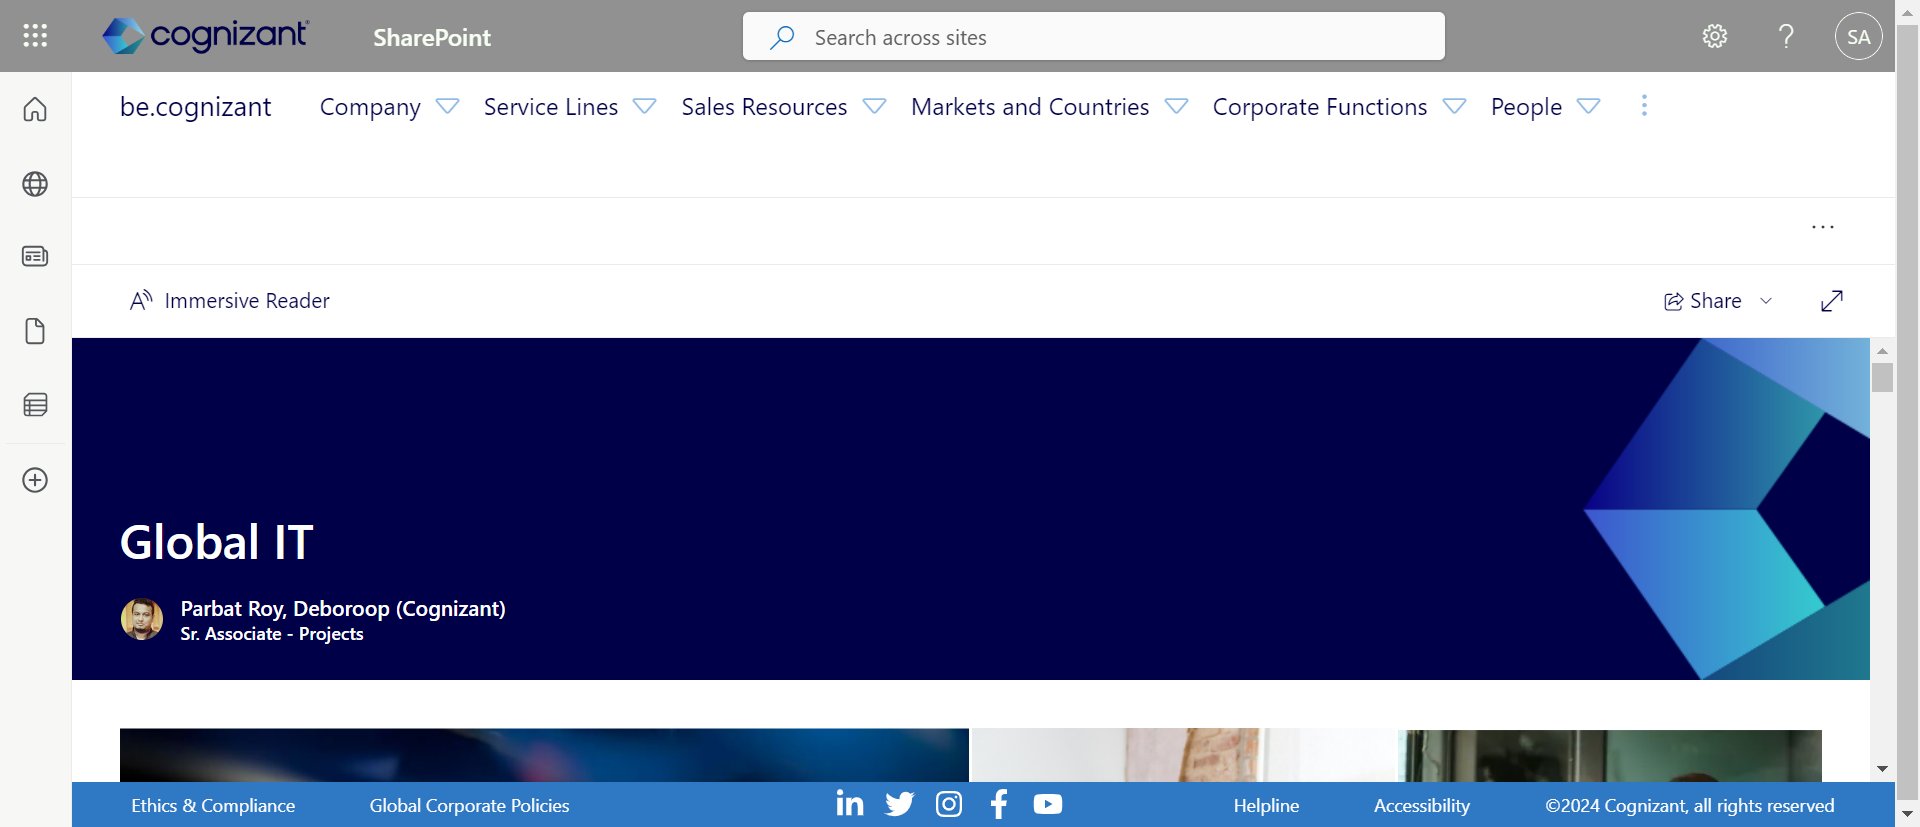 cognizant
SharePoint
Search across sites
SA
be.cognizant
Company
Service Lines
Sales Resources
Markets and Countries
Corporate Functions
People
Immersive Reader
Share
Global IT
Parbat Roy, Deboroop (Cognizant)
Sr. Associate - Projects
Ethics & Compliance
Global Corporate Policies
Helpline
Accessibility
©2024 Cognizant, all rights reserved